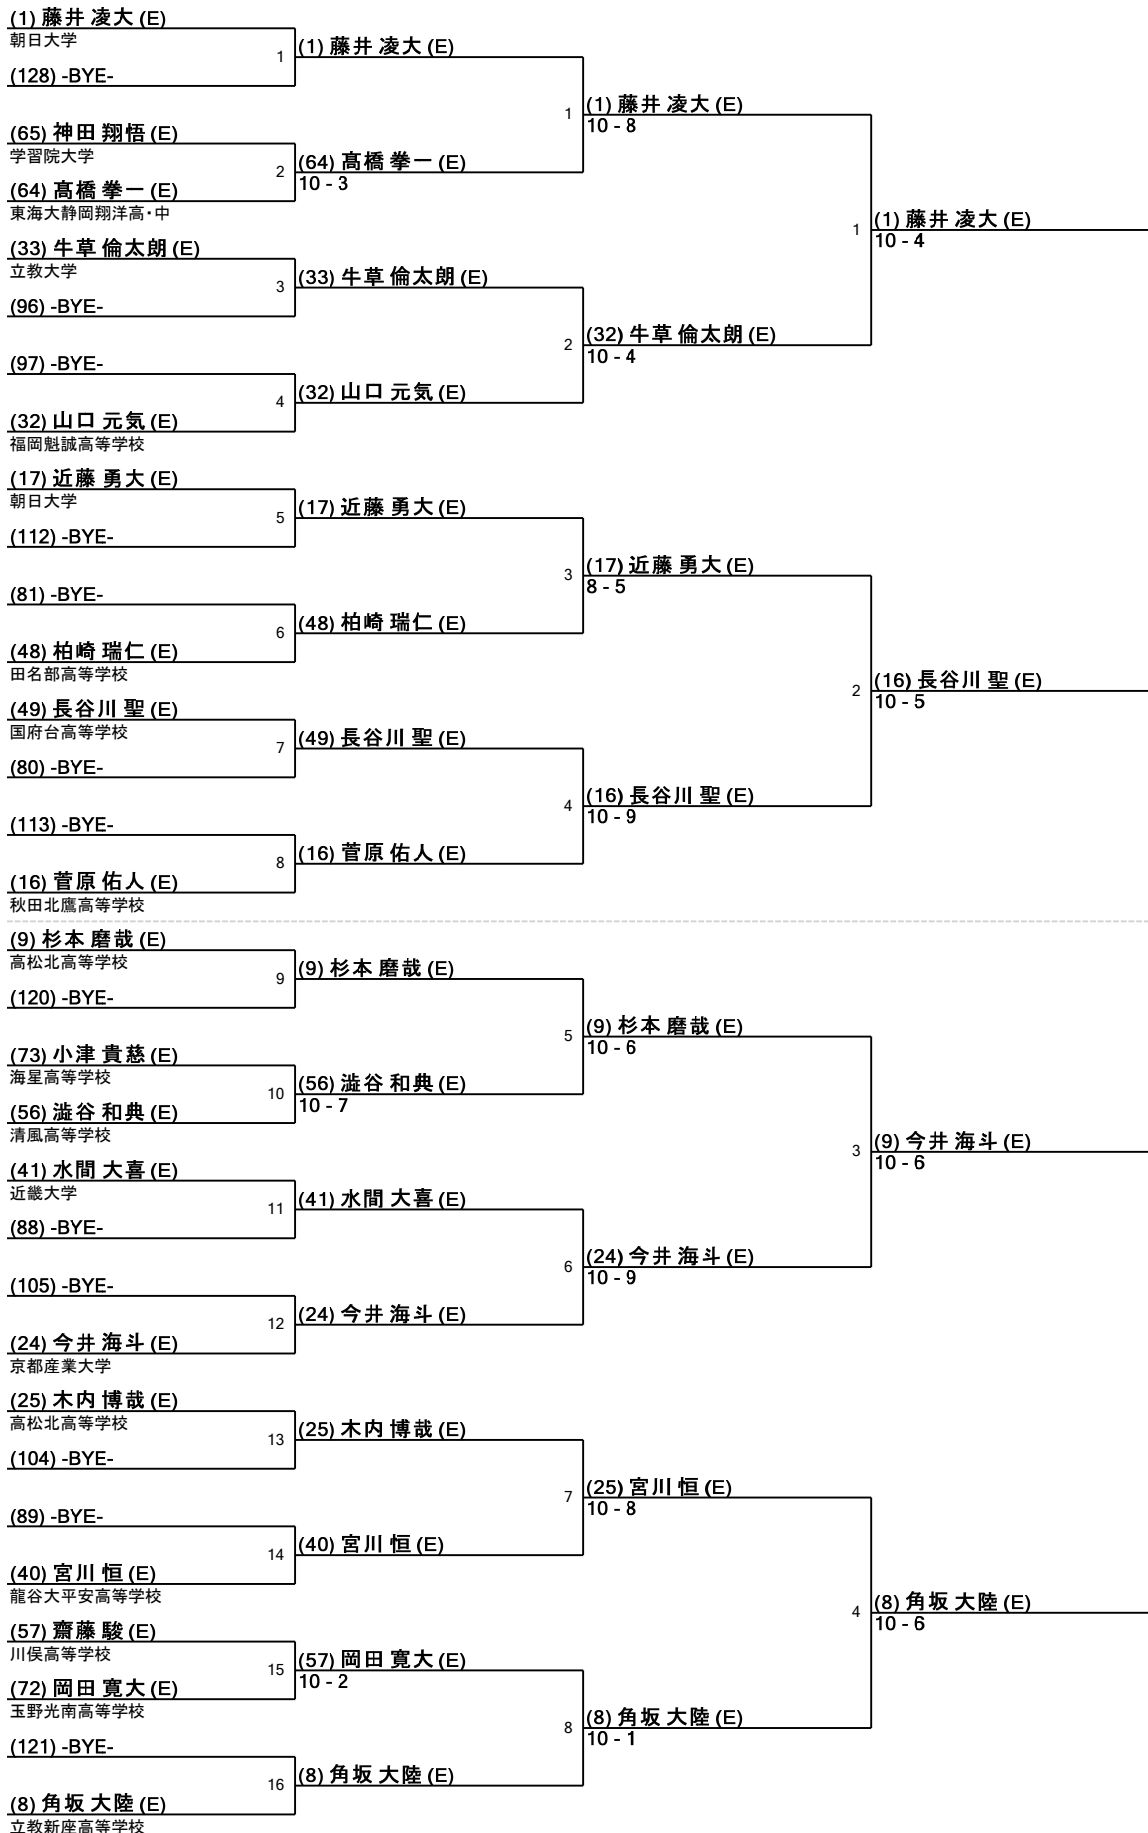 (1) 藤井 凌大 (E)
朝日大学
1
(128) -BYE-
(65) 神田 翔悟 (E)
学習院大学
2
(64)髙橋 拳一 (E)
東海大静岡翔洋高・中
(33) 牛草 倫太朗 (E)
立教大学
3
(96) -BYE-
(97) -BYE-
4
(32) 山口 元気 (E)
福岡魁誠高等学校
(17) 近藤 勇大 (E)
朝日大学
5
(112) -BYE-
(81) -BYE-
6
(48) 柏崎 瑞仁 (E)
田名部高等学校
(49) 長谷川 聖 (E)
国府台高等学校
7
(80) -BYE-
(113) -BYE-
8
(16) 菅原 佑人 (E)
秋田北鷹高等学校
(9) 杉本 磨哉 (E)
高松北高等学校
9
(120) -BYE-
(73) 小津 貴慈 (E)
海星高等学校
10
(56) 澁谷 和典 (E)
清風高等学校
(41) 水間 大喜 (E)
近畿大学
11
(88) -BYE-
(105) -BYE-
12
(24) 今井 海斗 (E)
京都産業大学
(25) 木内 博哉 (E)
高松北高等学校
13
(104) -BYE-
(89) -BYE-
14
(40) 宮川 恒 (E)
龍谷大平安高等学校
(57) 齋藤 駿 (E)
川俣高等学校
15
(72) 岡田 寛大 (E)
玉野光南高等学校
(121) -BYE-
16
(8) 角坂 大陸 (E)
立教新座高等学校
(1) 藤井 凌大 (E)
1
(64) 髙橋 拳一 (E)
10 - 3
(33) 牛草 倫太朗 (E)
2
(32) 山口 元気 (E)
(17) 近藤 勇大 (E)
3
(48) 柏崎 瑞仁 (E)
(49) 長谷川 聖 (E)
4
(16) 菅原 佑人 (E)
(9) 杉本 磨哉 (E)
5
(56) 澁谷 和典 (E)
10 - 7
(41) 水間 大喜 (E)
6
(24) 今井 海斗 (E)
(25) 木内 博哉 (E)
7
(40) 宮川 恒 (E)
(57) 岡田 寛大 (E)
10 - 2
8
(8) 角坂 大陸 (E)
(1) 藤井 凌大 (E)
10 - 8
1
(32) 牛草 倫太朗 (E)
10 - 4
(17) 近藤 勇大 (E)
8 - 5
2
(16) 長谷川 聖 (E)
10 - 9
(9) 杉本 磨哉 (E)
10 - 6
3
(24) 今井 海斗 (E)
10 - 9
(25) 宮川 恒 (E)
10 - 8
4
(8) 角坂 大陸 (E)
10 - 1
(1) 藤井 凌大 (E)
10 - 4
(16) 長谷川 聖 (E)
10 - 5
(9) 今井 海斗 (E)
10 - 6
(8) 角坂 大陸 (E)
10 - 6